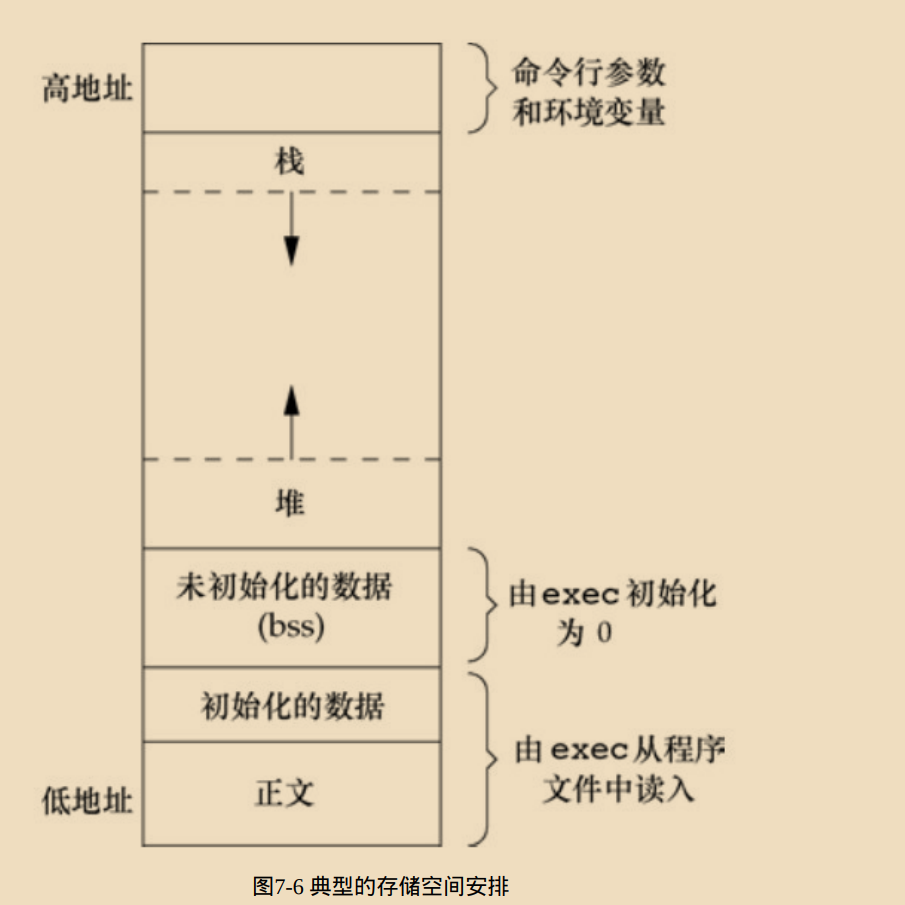 高地址
命令行参数
和环境变量
栈
堆
未初始化的数据
(bss)
由exec初始化
为 0
初始化的数据
由 exec从程序
文件中读入
正文
低地址
图7-6 典型的存储空间安排